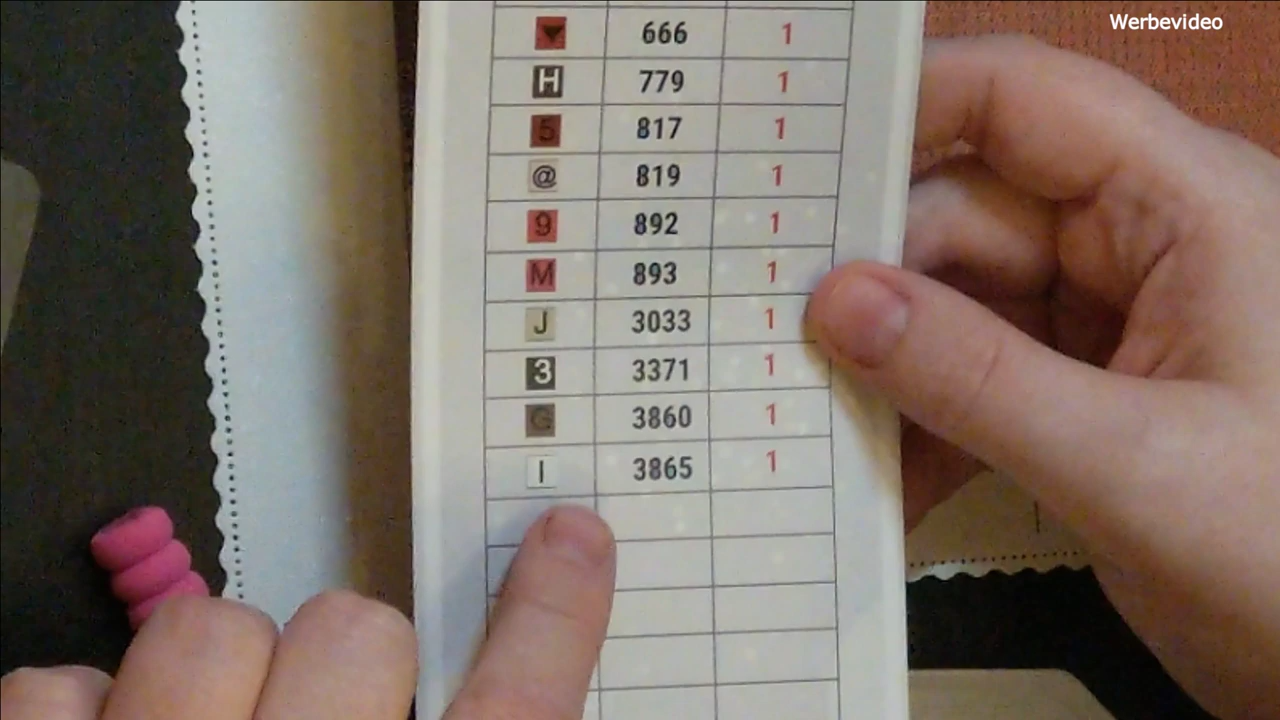 Werbevideo
▼ 666 1
H 779 1
5 817 1
@ 819 1
9 892 1
M 893 1
J 3033 1
3 3371 1
G 3860 1
I 3865 1